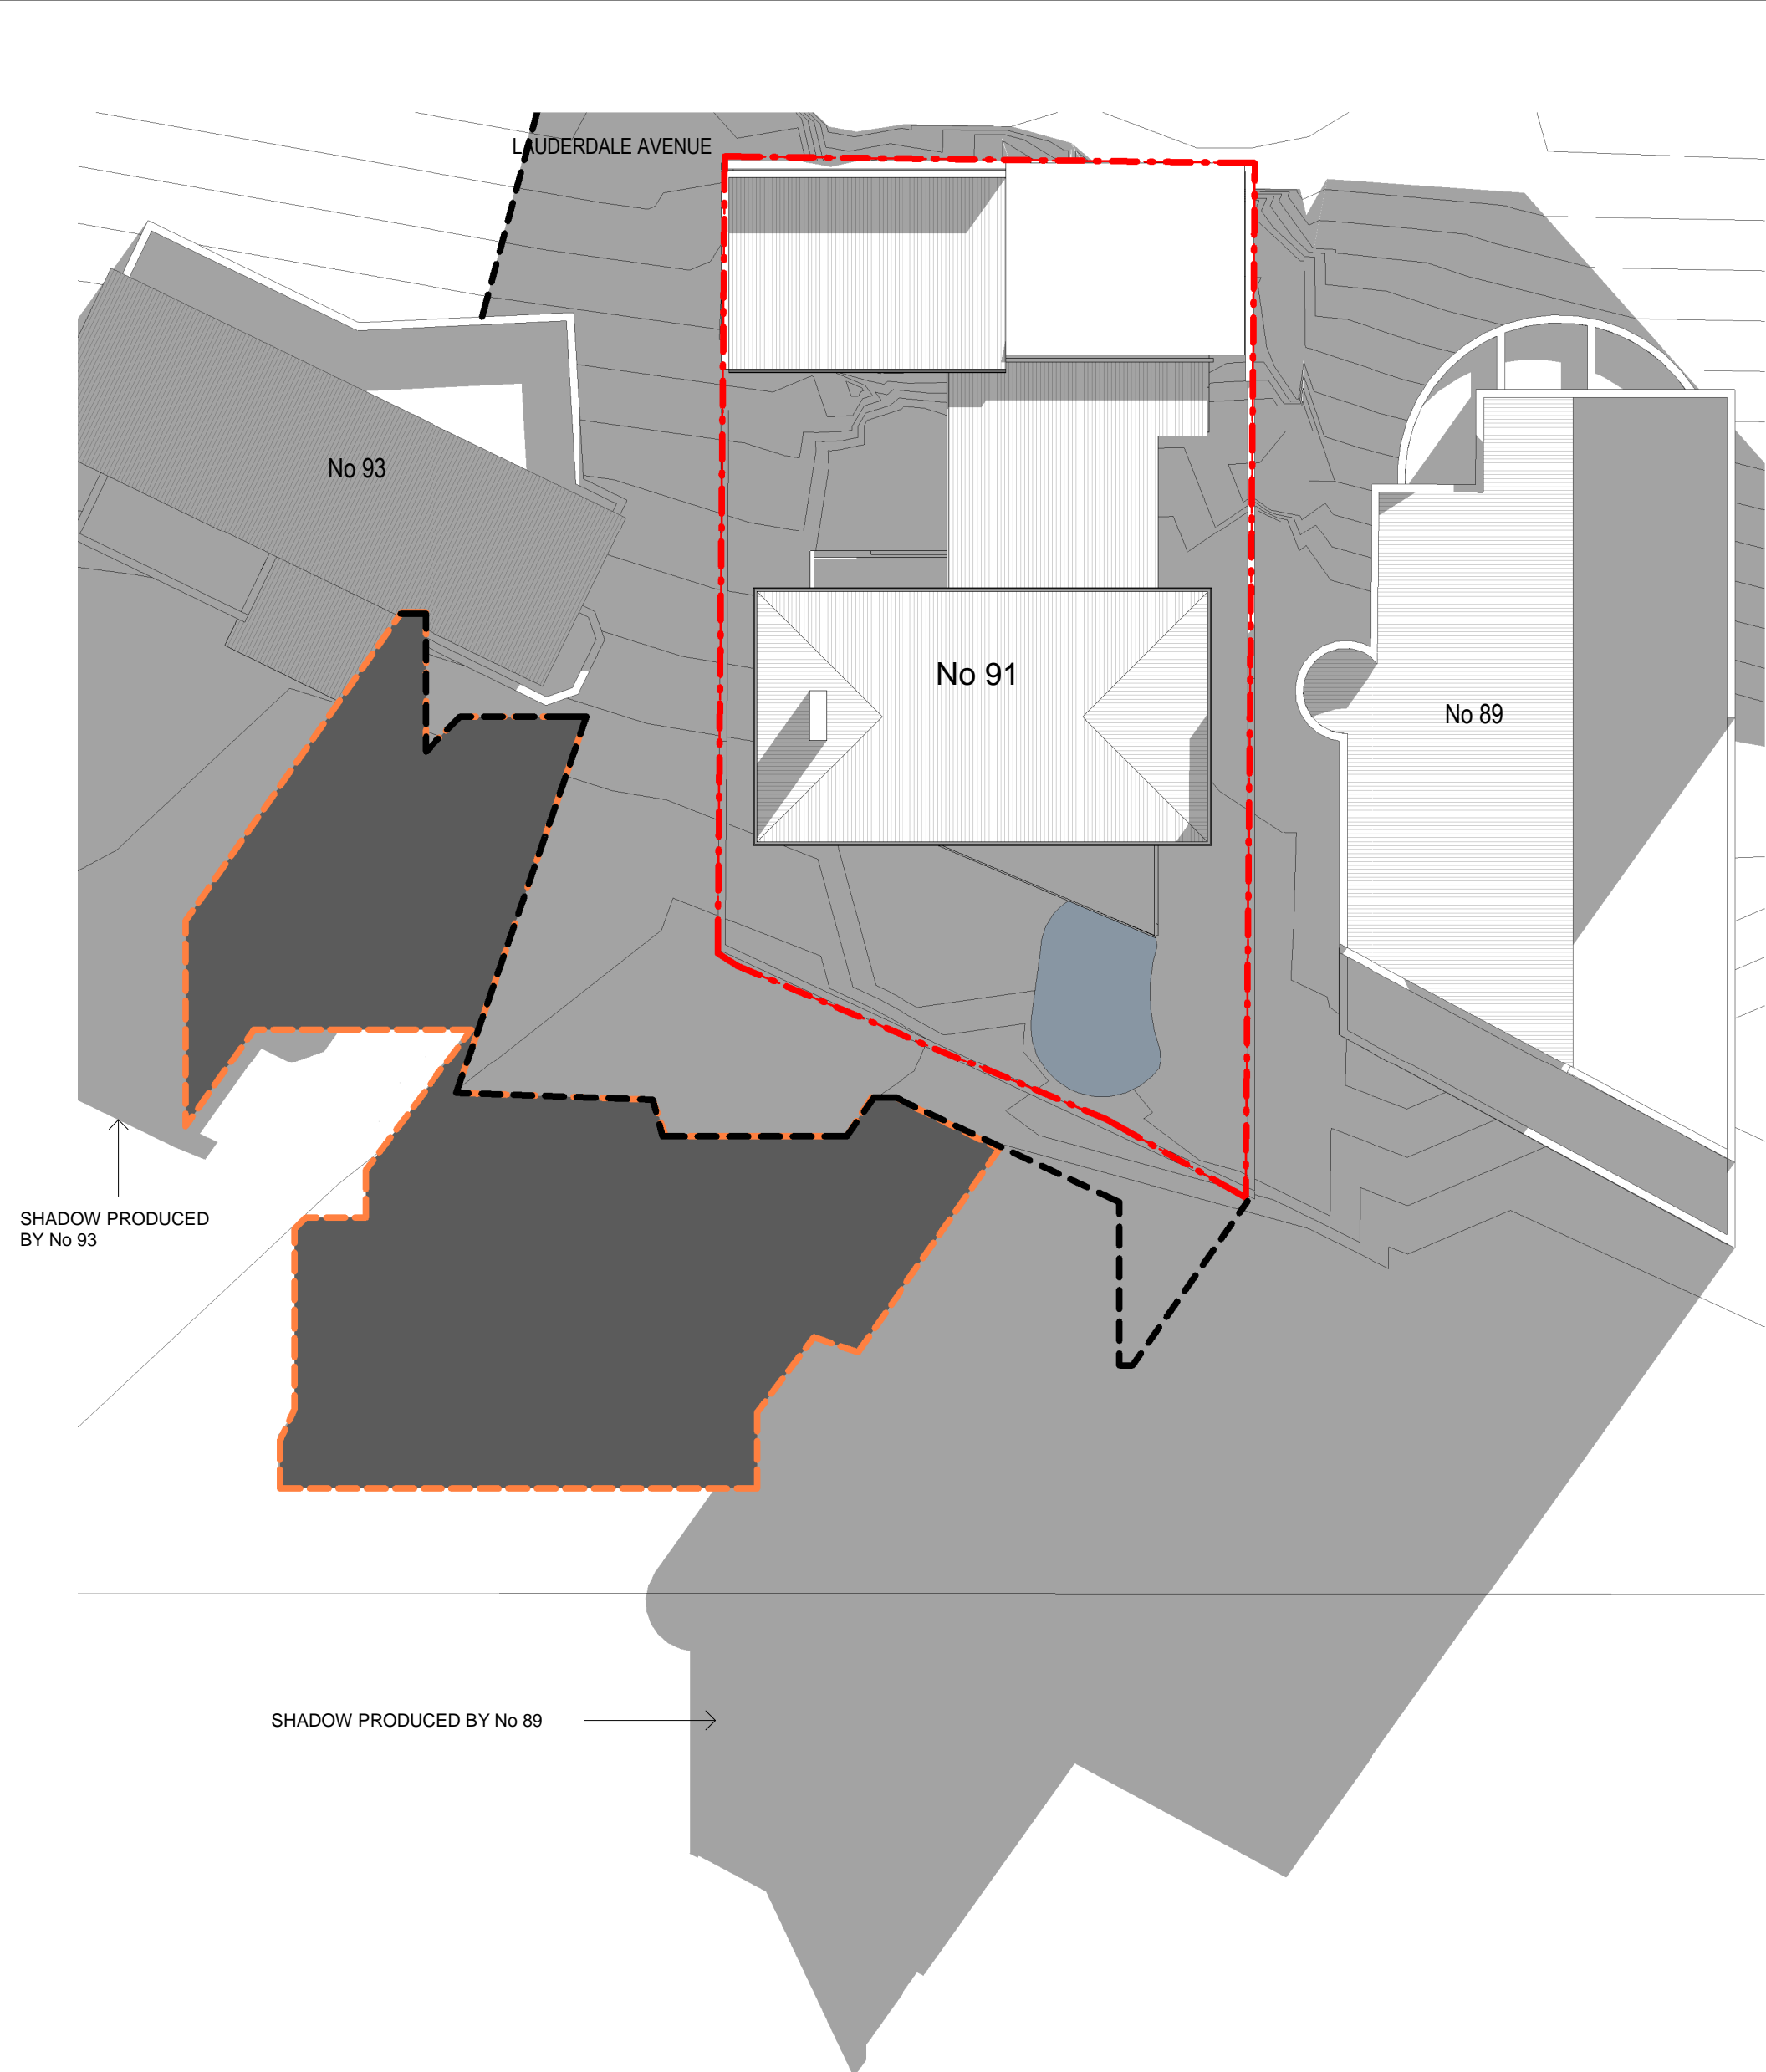 LAUDERDALE AVENUE
No 93
No 91
No 89
SHADOW PRODUCED
BY No 93
SHADOW PRODUCED BY No 89